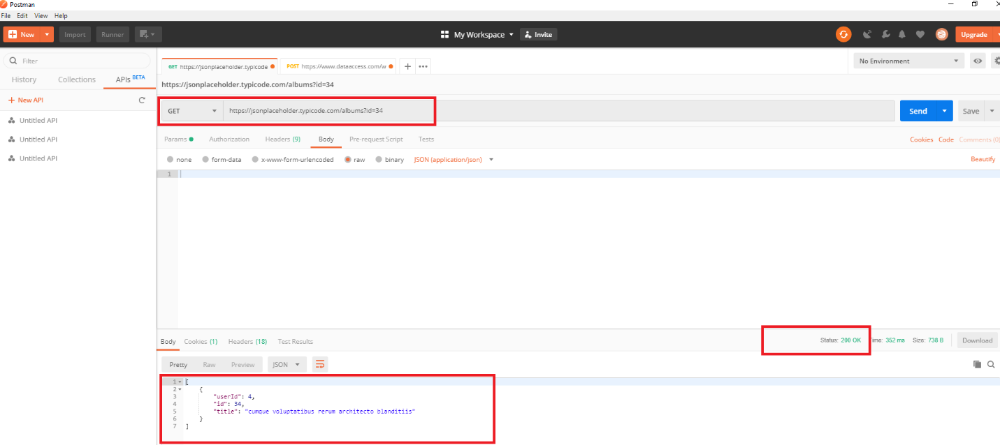 Postman
File Edit View Help
New Import Runner My Workspace Invite Upgrade
Filter
History Collections APIs BETA
New API
Untitled API
Untitled API
Untitled API
GET https://jsonplaceholder.typicode POST https://www.dataaccess.com/w No Environment
https://jsonplaceholder.typicode.com/albums?id=34
GET https://jsonplaceholder.typicode.com/albums?id=34 Send Save
Params Authorization Headers (9) Body Pre-request Script Tests Cookies Code Comments (0)
none form-data x-www-form-urlencoded raw binary JSON (application/json) Beautify
1
Body Cookies (1) Headers (18) Test Results Status: 200 OK Time: 352 ms Size: 738 B Download
Pretty Raw Preview JSON
1 [
2 {
3 "userId": 4,
4 "id": 34,
5 "title": "cumque voluptatibus rerum architecto blanditiis"
6 }
7 ]